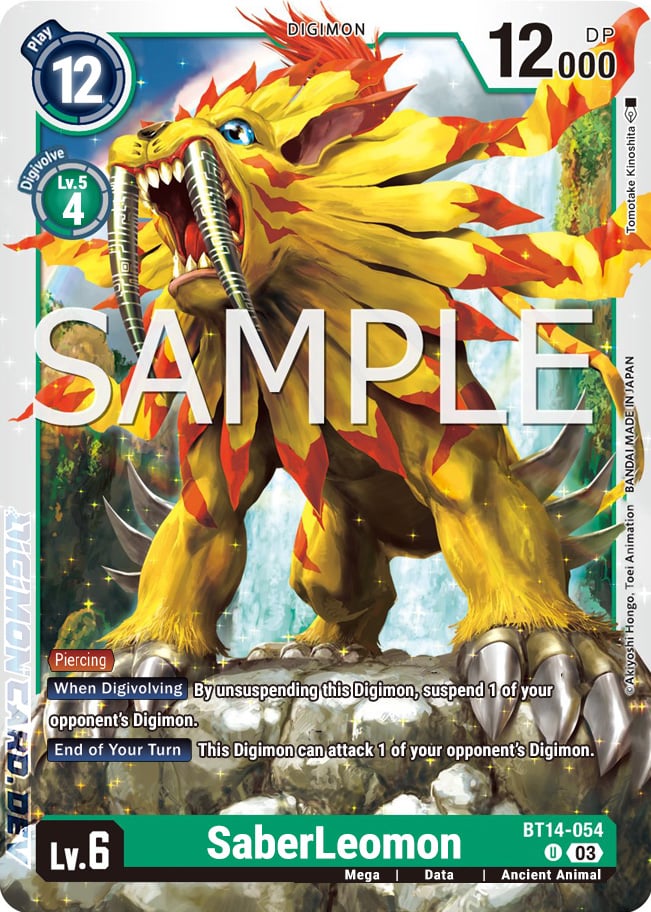 DIGIMON
Play
12
DP
12000
Digivolve
Lv.5
4
Tomotake Kinoshita
SAMPLE
©Akiyoshi Hongo, Toei Animation BANDAI MADE IN JAPAN
DIGIMON CARD.DEV
Piercing
When Digivolving By unsuspending this Digimon, suspend 1 of your
opponent's Digimon.
End of Your Turn This Digimon can attack 1 of your opponent's Digimon.
BT14-054
Lv.6
SaberLeomon
U 03
Mega | Data | Ancient Animal